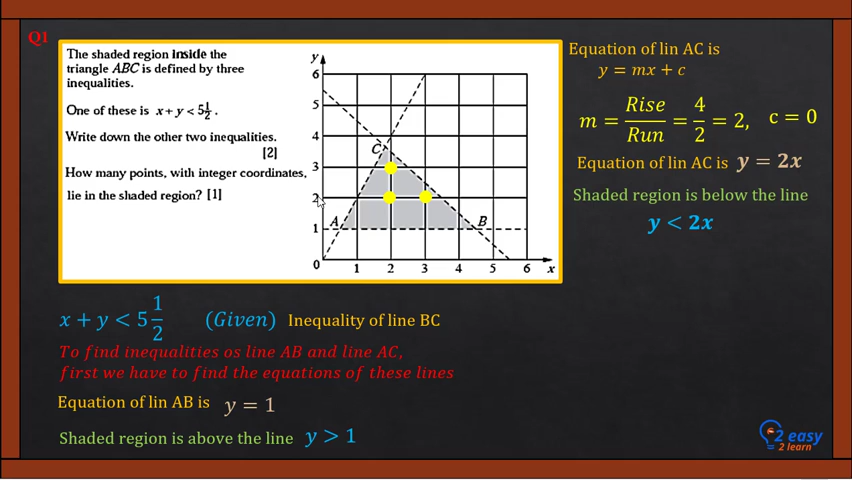 Q1
The shaded region inside the
triangle ABC is defined by three
inequalities.
One of these is x + y < 5½ .
Write down the other two inequalities.
[2]
How many points, with integer coordinates,
lie in the shaded region? [1]
y
6
5
4
3
2
1
0
1 2 3 4 5 6 x
C
A
B
Equation of lin AC is
y = mx + c
m = Rise/Run = 4/2 = 2, c = 0
Equation of lin AC is y = 2x
Shaded region is below the line
y < 2x
x + y < 5 1/2 (Given) Inequality of line BC
To find inequalities os line AB and line AC,
first we have to find the equations of these lines
Equation of lin AB is y = 1
Shaded region is above the line y > 1
2 easy
2 learn